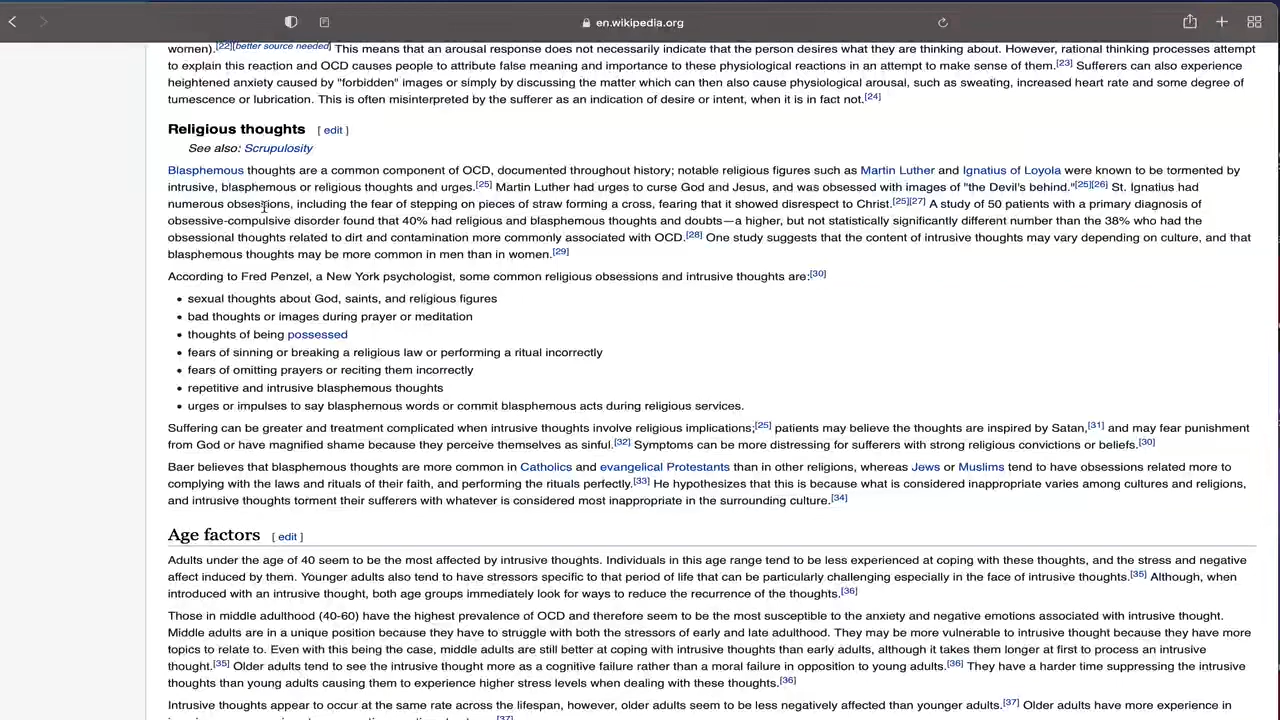 en.wikipedia.org
women).[22][better source needed] This means that an arousal response does not necessarily indicate that the person desires what they are thinking about. However, rational thinking processes attempt
to explain this reaction and OCD causes people to attribute false meaning and importance to these physiological reactions in an attempt to make sense of them.[23] Sufferers can also experience
heightened anxiety caused by "forbidden" images or simply by discussing the matter which can then also cause physiological arousal, such as sweating, increased heart rate and some degree of
tumescence or lubrication. This is often misinterpreted by the sufferer as an indication of desire or intent, when it is in fact not.[24]
Religious thoughts [ edit ]
See also: Scrupulosity
Blasphemous thoughts are a common component of OCD, documented throughout history; notable religious figures such as Martin Luther and Ignatius of Loyola were known to be tormented by
intrusive, blasphemous or religious thoughts and urges.[25] Martin Luther had urges to curse God and Jesus, and was obsessed with images of "the Devil's behind."[25][26] St. Ignatius had
numerous obsessions, including the fear of stepping on pieces of straw forming a cross, fearing that it showed disrespect to Christ.[25][27] A study of 50 patients with a primary diagnosis of
obsessive-compulsive disorder found that 40% had religious and blasphemous thoughts and doubts—a higher, but not statistically significantly different number than the 38% who had the
obsessional thoughts related to dirt and contamination more commonly associated with OCD.[28] One study suggests that the content of intrusive thoughts may vary depending on culture, and that
blasphemous thoughts may be more common in men than in women.[29]
According to Fred Penzel, a New York psychologist, some common religious obsessions and intrusive thoughts are:[30]
• sexual thoughts about God, saints, and religious figures
• bad thoughts or images during prayer or meditation
• thoughts of being possessed
• fears of sinning or breaking a religious law or performing a ritual incorrectly
• fears of omitting prayers or reciting them incorrectly
• repetitive and intrusive blasphemous thoughts
• urges or impulses to say blasphemous words or commit blasphemous acts during religious services.
Suffering can be greater and treatment complicated when intrusive thoughts involve religious implications;[25] patients may believe the thoughts are inspired by Satan,[31] and may fear punishment
from God or have magnified shame because they perceive themselves as sinful.[32] Symptoms can be more distressing for sufferers with strong religious convictions or beliefs.[30]
Baer believes that blasphemous thoughts are more common in Catholics and evangelical Protestants than in other religions, whereas Jews or Muslims tend to have obsessions related more to
complying with the laws and rituals of their faith, and performing the rituals perfectly.[33] He hypothesizes that this is because what is considered inappropriate varies among cultures and religions,
and intrusive thoughts torment their sufferers with whatever is considered most inappropriate in the surrounding culture.[34]
Age factors [ edit ]
Adults under the age of 40 seem to be the most affected by intrusive thoughts. Individuals in this age range tend to be less experienced at coping with these thoughts, and the stress and negative
affect induced by them. Younger adults also tend to have stressors specific to that period of life that can be particularly challenging especially in the face of intrusive thoughts.[35] Although, when
introduced with an intrusive thought, both age groups immediately look for ways to reduce the recurrence of the thoughts.[36]
Those in middle adulthood (40-60) have the highest prevalence of OCD and therefore seem to be the most susceptible to the anxiety and negative emotions associated with intrusive thought.
Middle adults are in a unique position because they have to struggle with both the stressors of early and late adulthood. They may be more vulnerable to intrusive thought because they have more
topics to relate to. Even with this being the case, middle adults are still better at coping with intrusive thoughts than early adults, although it takes them longer at first to process an intrusive
thought.[35] Older adults tend to see the intrusive thought more as a cognitive failure rather than a moral failure in opposition to young adults.[36] They have a harder time suppressing the intrusive
thoughts than young adults causing them to experience higher stress levels when dealing with these thoughts.[36]
Intrusive thoughts appear to occur at the same rate across the lifespan, however, older adults seem to be less negatively affected than younger adults.[37] Older adults have more experience in
[37]